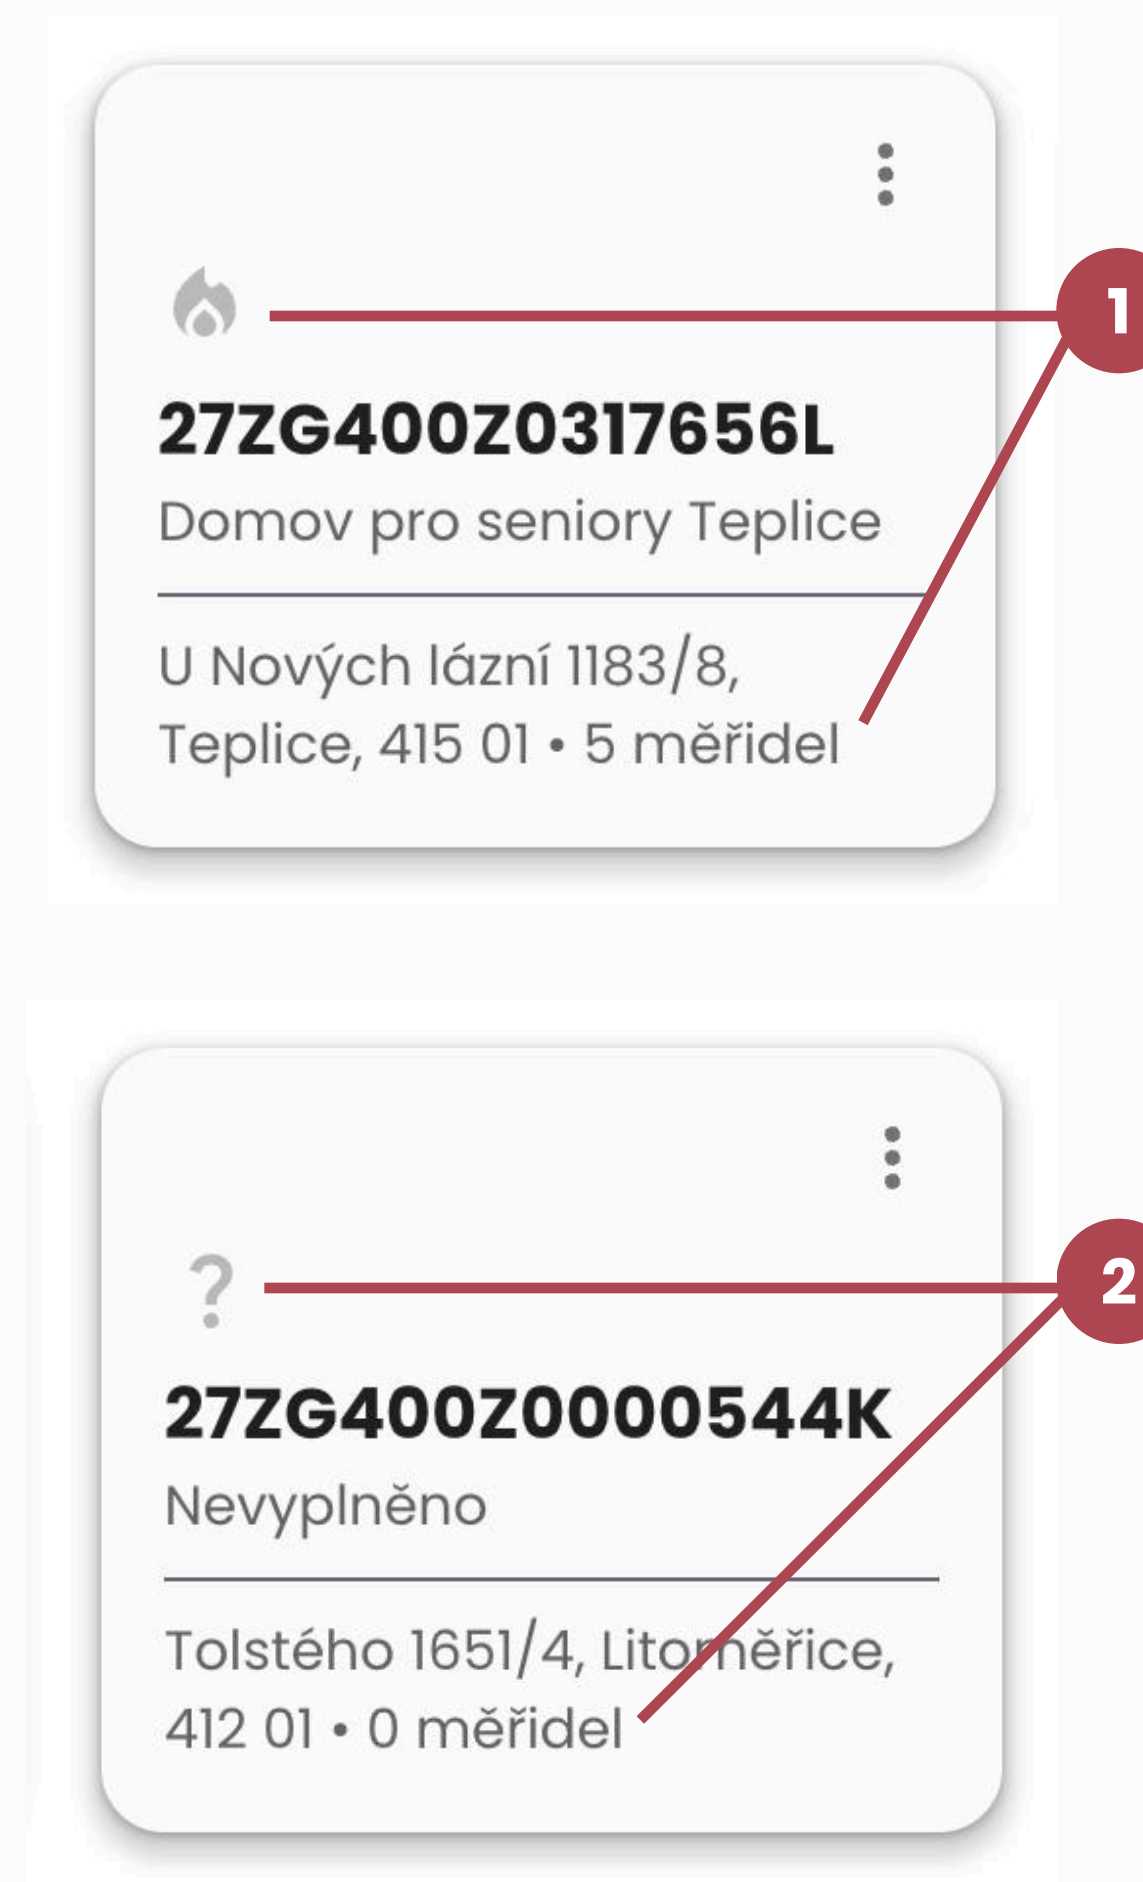 1
27ZG400Z0317656L
Domov pro seniory Teplice
U Nových lázní 1183/8,
Teplice, 415 01 • 5 měřidel
?
2
27ZG400Z0000544K
Nevyplněno
Tolstého 1651/4, Litoměřice,
412 01 • 0 měřidel